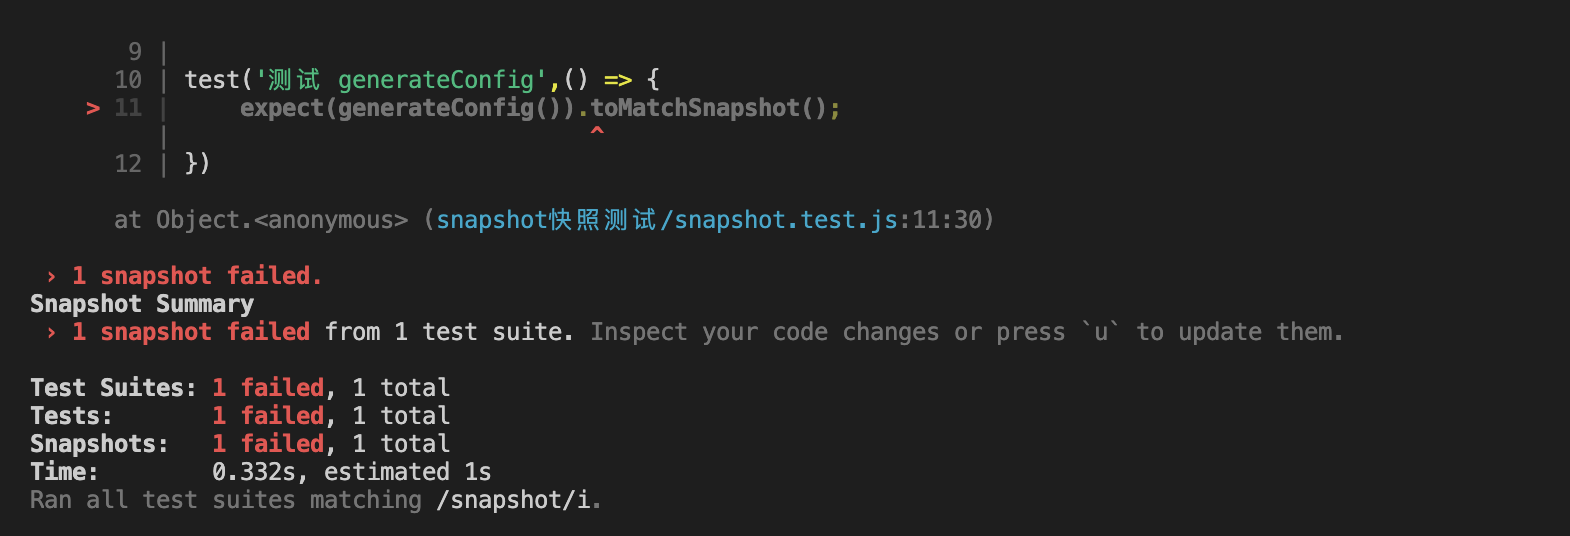 9 |
10 | test('测试 generateConfig',() => {
> 11 |     expect(generateConfig()).toMatchSnapshot();
|                              ^
12 | })
at Object.<anonymous> (snapshot快照测试/snapshot.test.js:11:30)
› 1 snapshot failed.
Snapshot Summary
› 1 snapshot failed from 1 test suite. Inspect your code changes or press `u` to update them.
Test Suites: 1 failed, 1 total
Tests:       1 failed, 1 total
Snapshots:   1 failed, 1 total
Time:        0.332s, estimated 1s
Ran all test suites matching /snapshot/i.